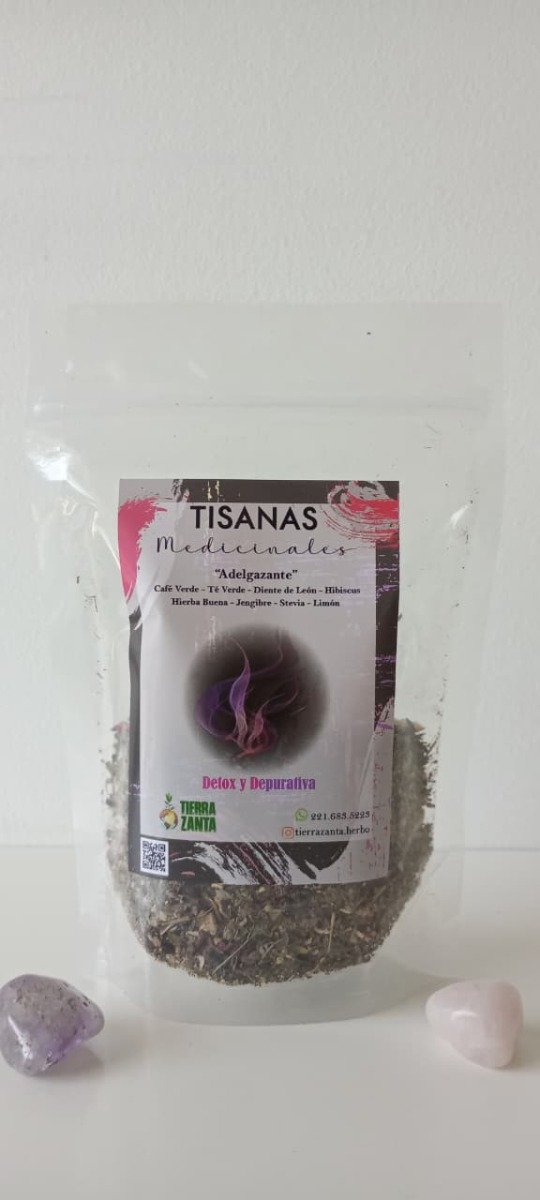 TISANAS
Medicinales
“Adelgazante”
Café Verde - Té Verde - Diente de León - Hibiscus
Hierba Buena - Jengibre - Stevia - Limón
Detox y Depurativa
TIERRA
ZANTA
221.683.5223
tierrazanta.herbo